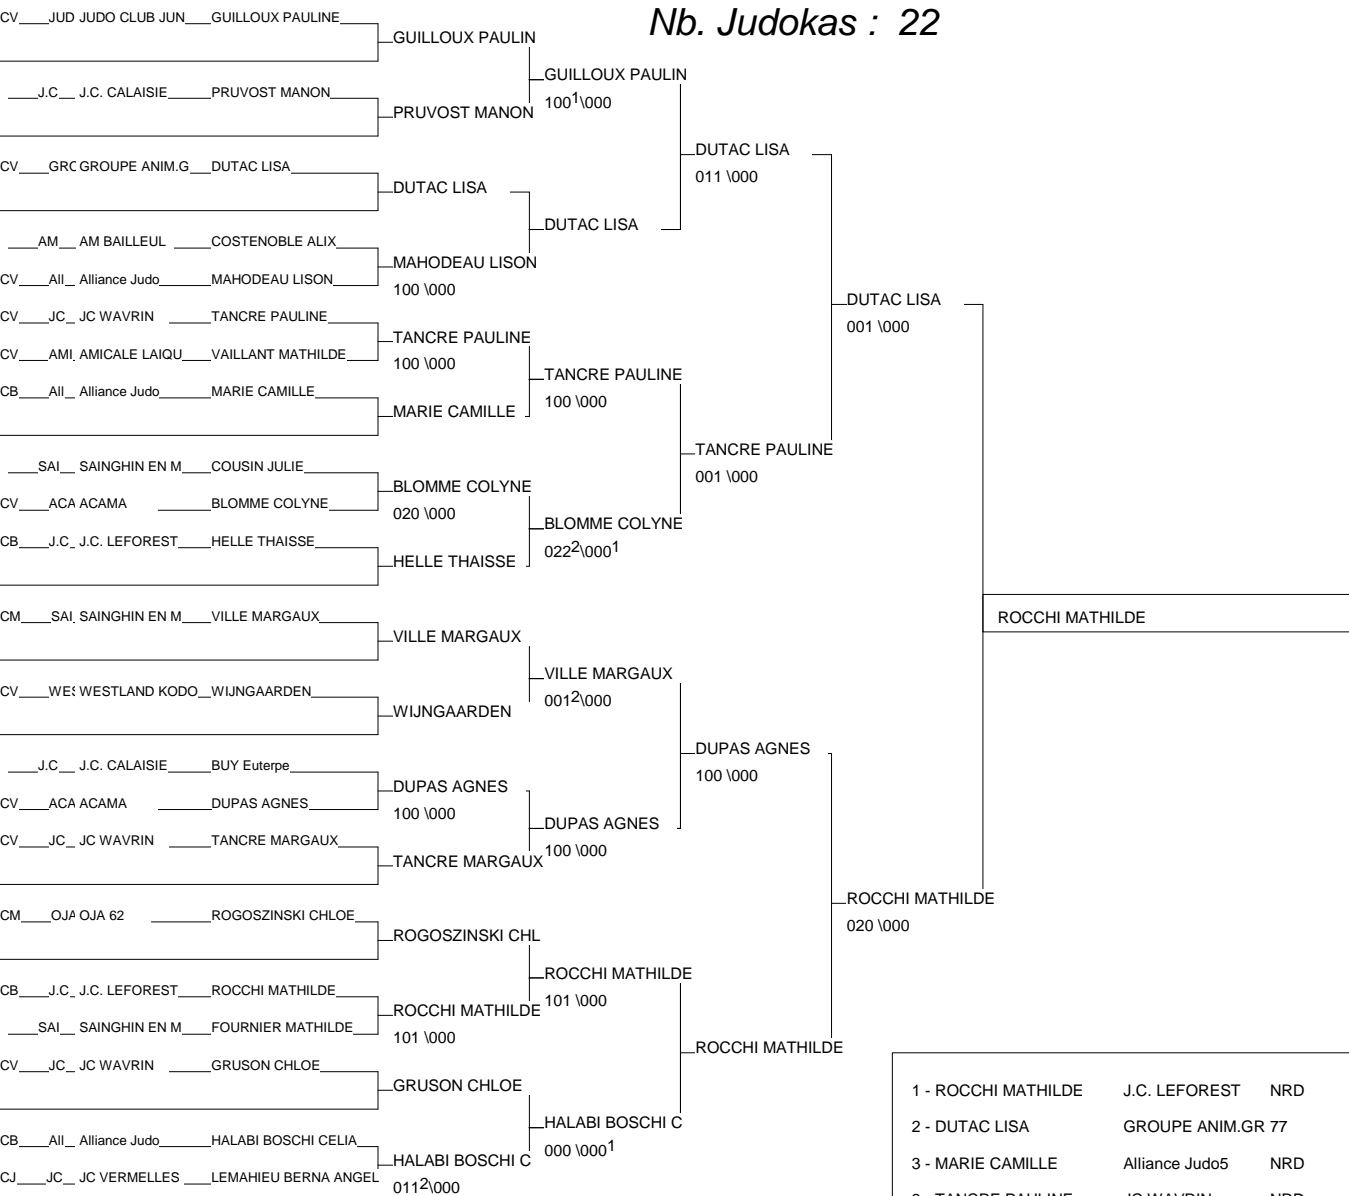 Nb. Judokas : 22
CV JUD JUDO CLUB JUN GUILLOUX PAULINE
GUILLOUX PAULIN
GUILLOUX PAULIN
1001\000
J.C J.C. CALAISIE PRUVOST MANON
PRUVOST MANON
DUTAC LISA
011 \000
CV GRC GROUPE ANIM.G DUTAC LISA
DUTAC LISA
DUTAC LISA
AM AM BAILLEUL COSTENOBLE ALIX
MAHODEAU LISON
100 \000
CV All Alliance Judo MAHODEAU LISON
DUTAC LISA
001 \000
CV JC JC WAVRIN TANCRE PAULINE
TANCRE PAULINE
100 \000
CV AMI AMICALE LAIQU VAILLANT MATHILDE
TANCRE PAULINE
100 \000
CB All Alliance Judo MARIE CAMILLE
MARIE CAMILLE
TANCRE PAULINE
001 \000
SAI SAINGHIN EN M COUSIN JULIE
BLOMME COLYNE
020 \000
CV ACA ACAMA BLOMME COLYNE
BLOMME COLYNE
0222\0001
CB J.C J.C. LEFOREST HELLE THAISSE
HELLE THAISSE
CM SAI SAINGHIN EN M VILLE MARGAUX
ROCCHI MATHILDE
VILLE MARGAUX
VILLE MARGAUX
0012\000
CV WES WESTLAND KODO WIJNGAARDEN
WIJNGAARDEN
DUPAS AGNES
100 \000
J.C J.C. CALAISIE BUY Euterpe
DUPAS AGNES
100 \000
CV ACA ACAMA DUPAS AGNES
DUPAS AGNES
100 \000
CV JC JC WAVRIN TANCRE MARGAUX
TANCRE MARGAUX
ROCCHI MATHILDE
020 \000
CM OJA OJA 62 ROGOSZINSKI CHLOE
ROGOSZINSKI CHL
ROCCHI MATHILDE
101 \000
CB J.C J.C. LEFOREST ROCCHI MATHILDE
ROCCHI MATHILDE
101 \000
SAI SAINGHIN EN M FOURNIER MATHILDE
ROCCHI MATHILDE
CV JC JC WAVRIN GRUSON CHLOE
GRUSON CHLOE
HALABI BOSCHI C
000 \0001
CB All Alliance Judo HALABI BOSCHI CELIA
HALABI BOSCHI C
0112\000
CJ JC JC VERMELLES LEMAHIEU BERNA ANGEL
1 - ROCCHI MATHILDE J.C. LEFOREST NRD
2 - DUTAC LISA GROUPE ANIM.GR 77
3 - MARIE CAMILLE Alliance Judo5 NRD
TANCRE PAULINE JC WAVRIN NRD